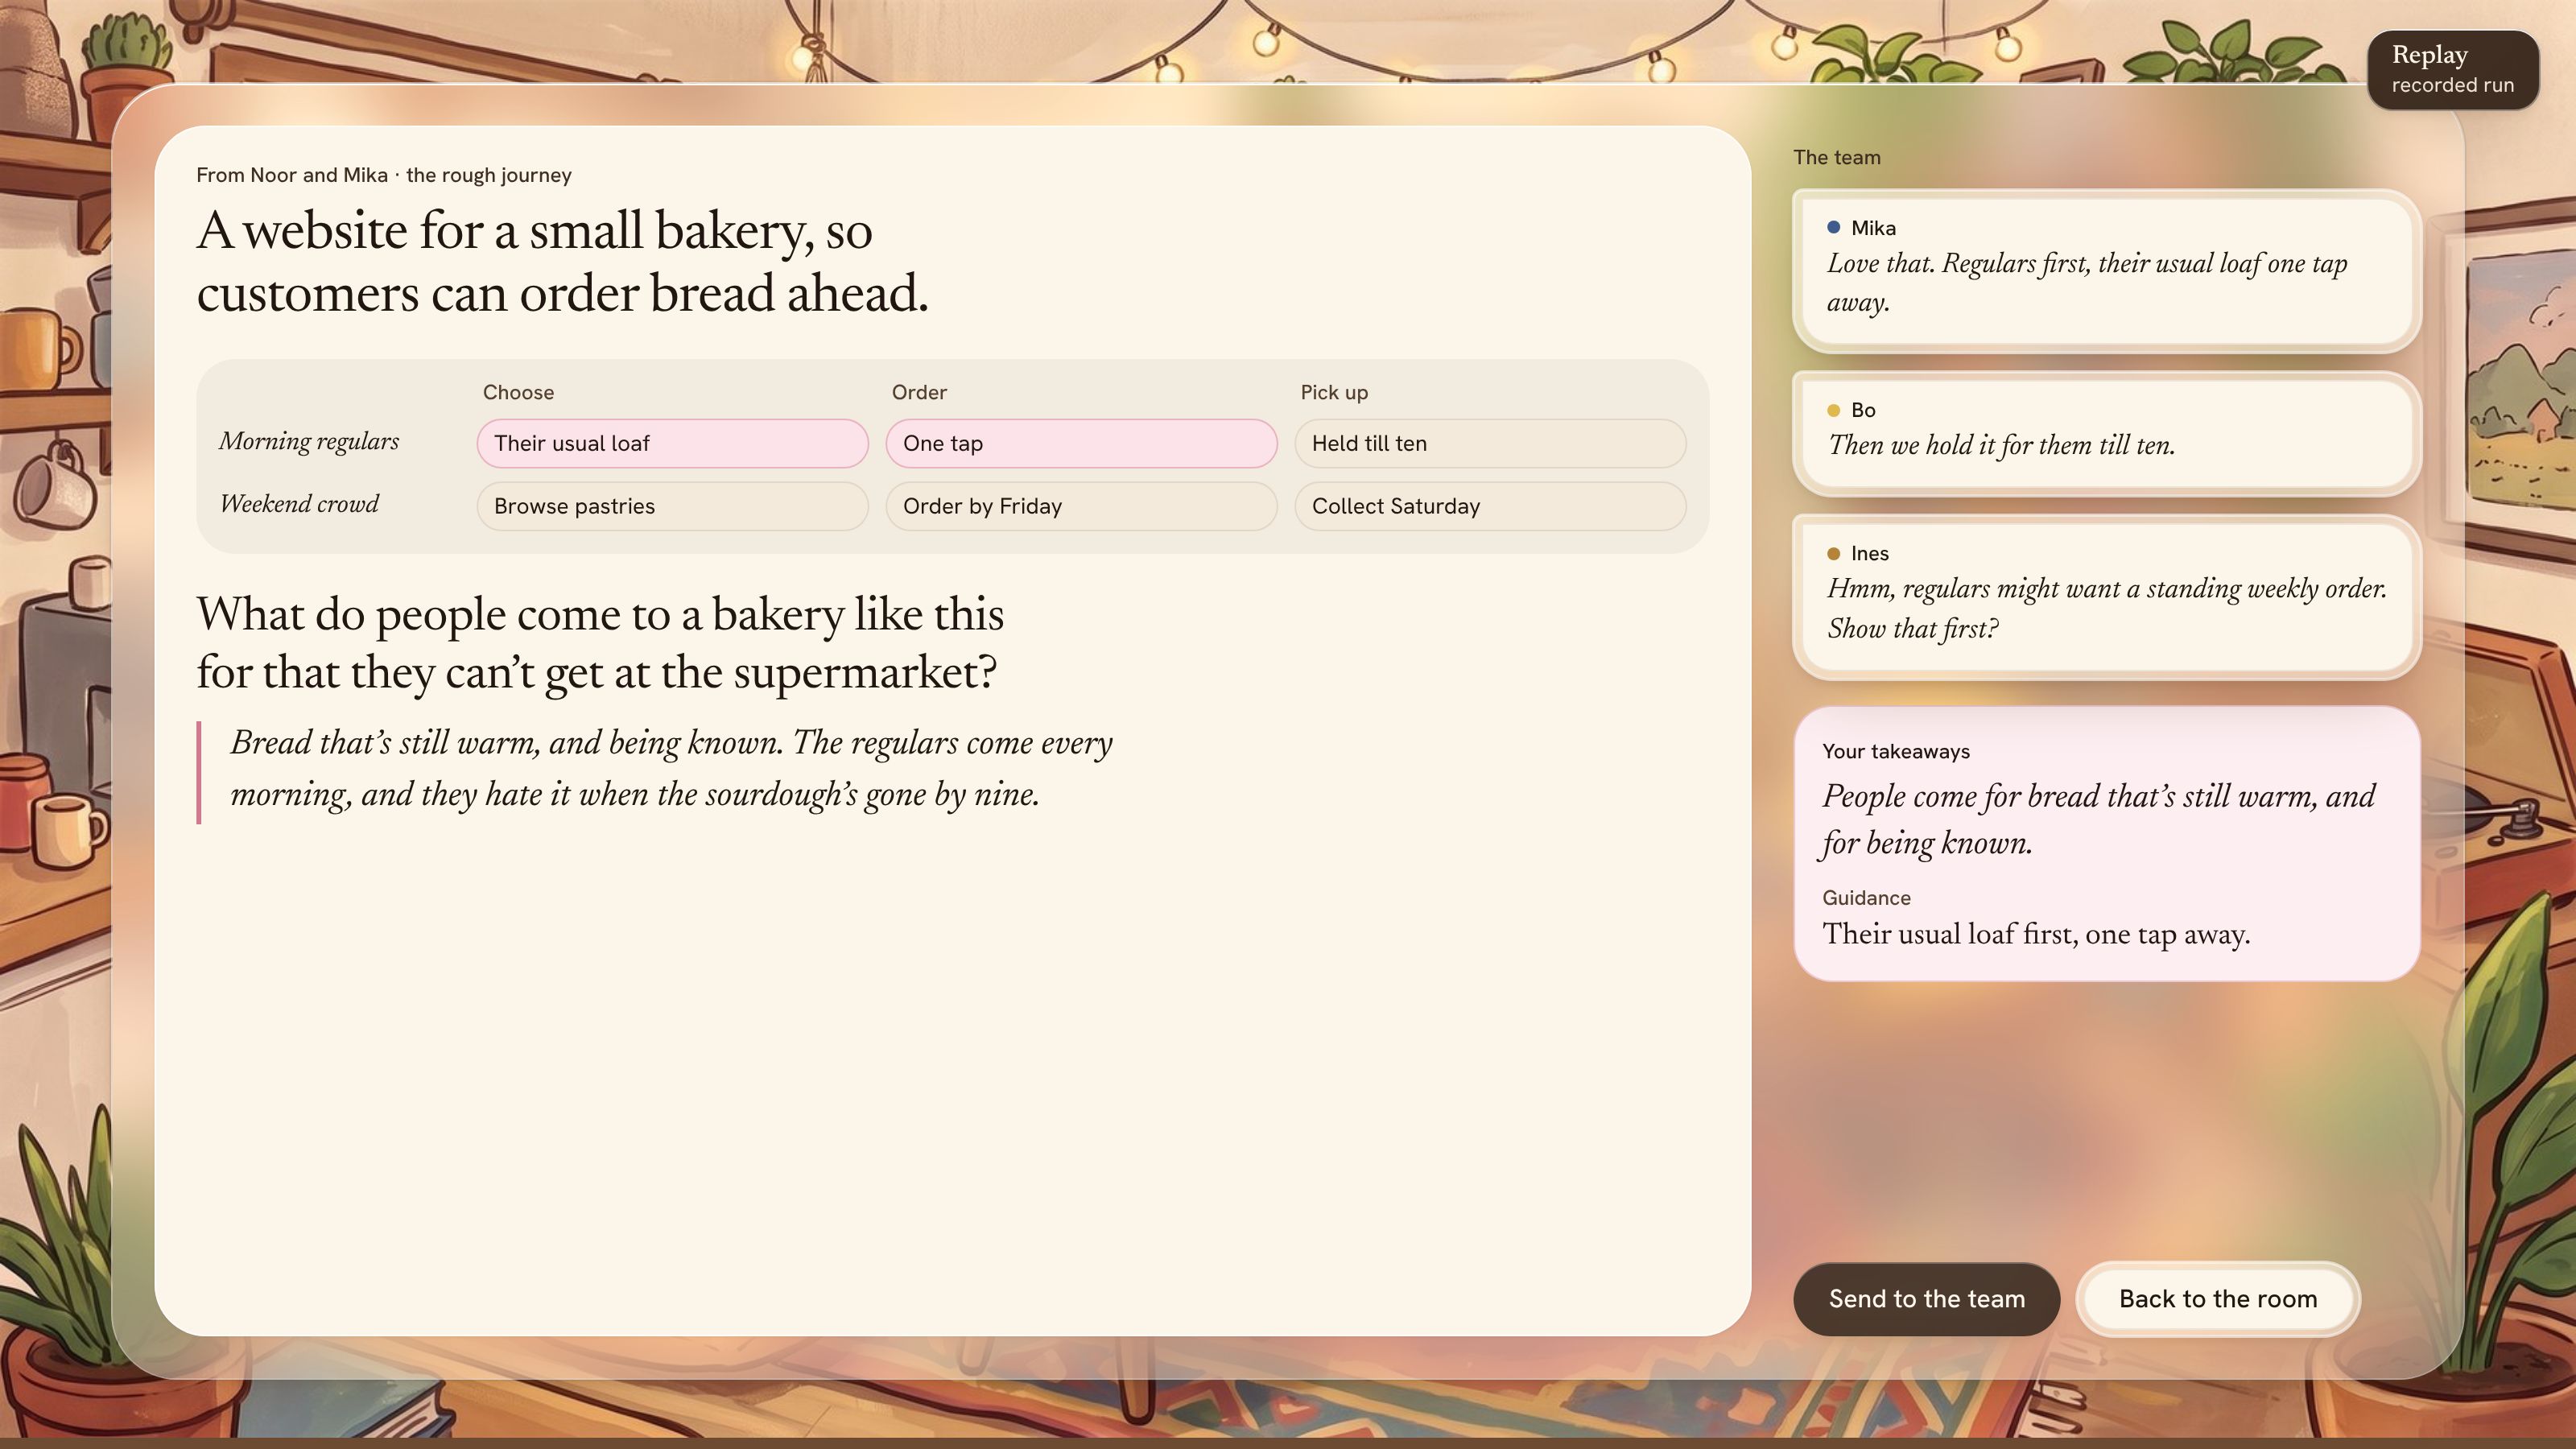 Replay
recorded run
From Noor and Mika · the rough journey
A website for a small bakery, so
customers can order bread ahead.
Choose Order Pick up
Morning regulars Their usual loaf One tap Held till ten
Weekend crowd Browse pastries Order by Friday Collect Saturday
What do people come to a bakery like this
for that they can’t get at the supermarket?
Bread that’s still warm, and being known. The regulars come every
morning, and they hate it when the sourdough’s gone by nine.
The team
Mika
Love that. Regulars first, their usual loaf one tap
away.
Bo
Then we hold it for them till ten.
Ines
Hmm, regulars might want a standing weekly order.
Show that first?
Your takeaways
People come for bread that’s still warm, and
for being known.
Guidance
Their usual loaf first, one tap away.
Send to the team Back to the room